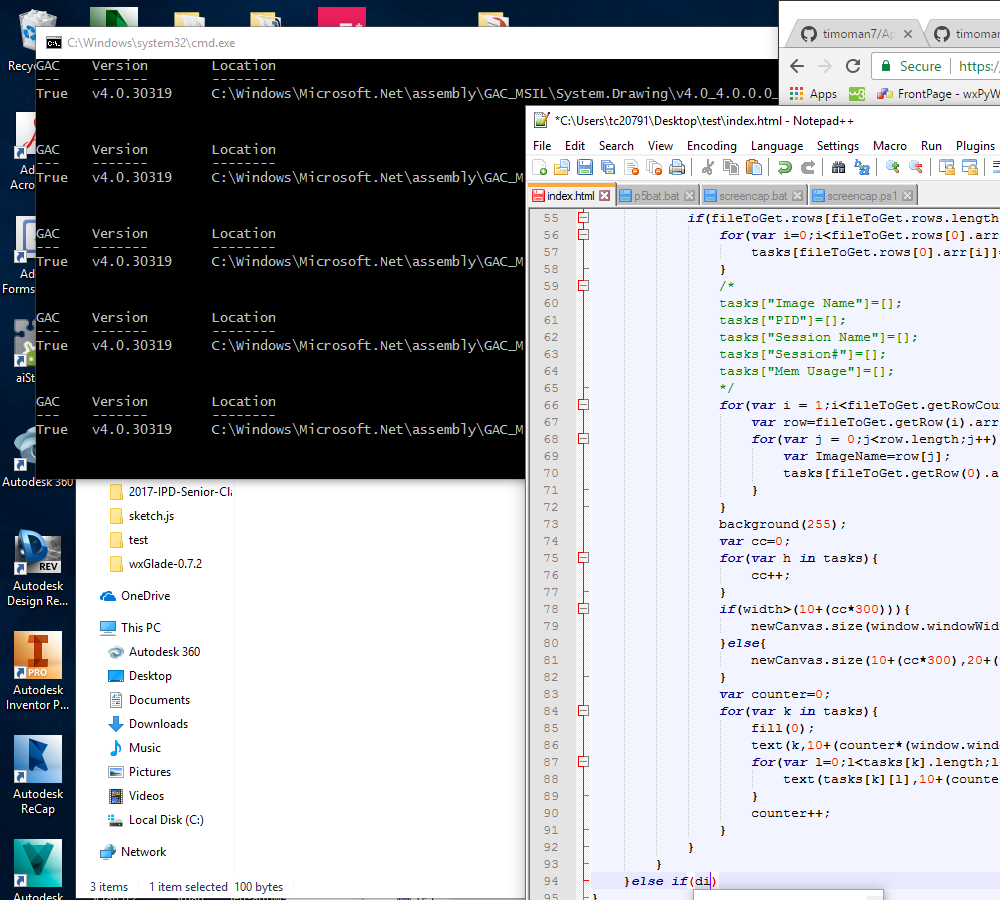 Recy
Ad
Acro
Ad
Forms
aiSt
Autodesk 360
REV
Autodesk
Design Re...
PRO
Autodesk
Inventor P...
Autodesk
ReCap
Autodesk
C:\Windows\system32\cmd.exe
GAC Version Location
--- ------- --------
True v4.0.30319 C:\Windows\Microsoft.Net\assembly\GAC_MSIL\System.Drawing\v4.0_4.0.0.0_
GAC Version Location
--- ------- --------
True v4.0.30319 C:\Windows\Microsoft.Net\assembly\GAC_M
GAC Version Location
--- ------- --------
True v4.0.30319 C:\Windows\Microsoft.Net\assembly\GAC_M
GAC Version Location
--- ------- --------
True v4.0.30319 C:\Windows\Microsoft.Net\assembly\GAC_M
GAC Version Location
--- ------- --------
True v4.0.30319 C:\Windows\Microsoft.Net\assembly\GAC_M
2017-IPD-Senior-Cl
sketch.js
test
wxGlade-0.7.2
OneDrive
This PC
Autodesk 360
Desktop
Documents
Downloads
Music
Pictures
Videos
Local Disk (C:)
Network
3 items 1 item selected 100 bytes
timoman7/Ap
timoman
Secure https:/
Apps
FrontPage - wxPyW
*C:\Users\tc20791\Desktop\test\index.html - Notepad++
File Edit Search View Encoding Language Settings Macro Run Plugins
index.html p5bat.bat screencap.bat screencap.ps1
55 if(fileToGet.rows[fileToGet.rows.length
56 for(var i=0;i<fileToGet.rows[0].arr
57 tasks[fileToGet.rows[0].arr[i]]=
58 }
59 /*
60 tasks["Image Name"]=[];
61 tasks["PID"]=[];
62 tasks["Session Name"]=[];
63 tasks["Session#"]=[];
64 tasks["Mem Usage"]=[];
65 */
66 for(var i = 1;i<fileToGet.getRowCou
67 var row=fileToGet.getRow(i).arr
68 for(var j = 0;j<row.length;j++)
69 var ImageName=row[j];
70 tasks[fileToGet.getRow(0).a
71 }
72 }
73 background(255);
74 var cc=0;
75 for(var h in tasks){
76 cc++;
77 }
78 if(width>(10+(cc*300))){
79 newCanvas.size(window.windowWid
80 }else{
81 newCanvas.size(10+(cc*300),20+(
82 }
83 var counter=0;
84 for(var k in tasks){
85 fill(0);
86 text(k,10+(counter*(window.wind
87 for(var l=0;l<tasks[k].length;l
88 text(tasks[k][l],10+(counte
89 }
90 counter++;
91 }
92 }
93 }
94 }else if(di)
95 }